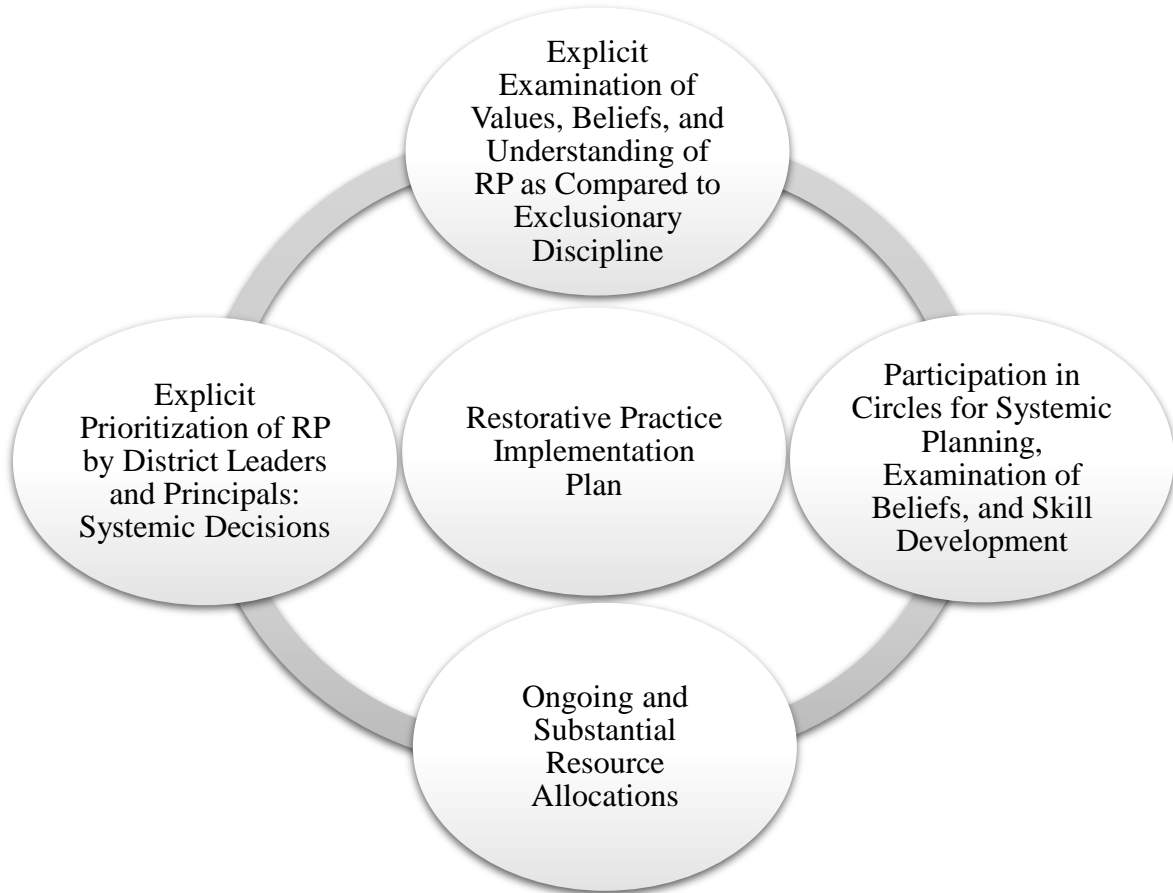 Explicit
Examination of
Values, Beliefs, and
Understanding of
RP as Compared to
Exclusionary
Discipline
Explicit
Prioritization of RP
by District Leaders
and Principals:
Systemic Decisions
Restorative Practice
Implementation
Plan
Participation in
Circles for Systemic
Planning,
Examination of
Beliefs, and Skill
Development
Ongoing and
Substantial
Resource
Allocations